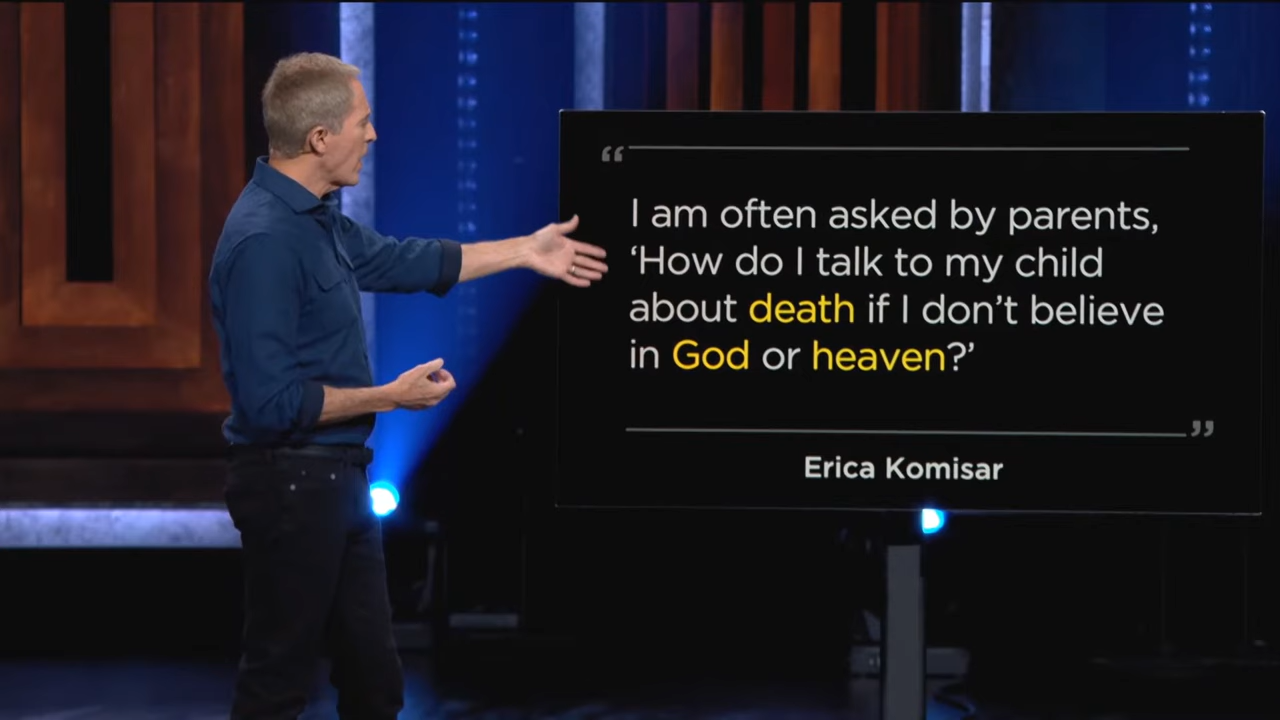 “
I am often asked by parents,
‘How do I talk to my child
about death if I don’t believe
in God or heaven?’
”
Erica Komisar